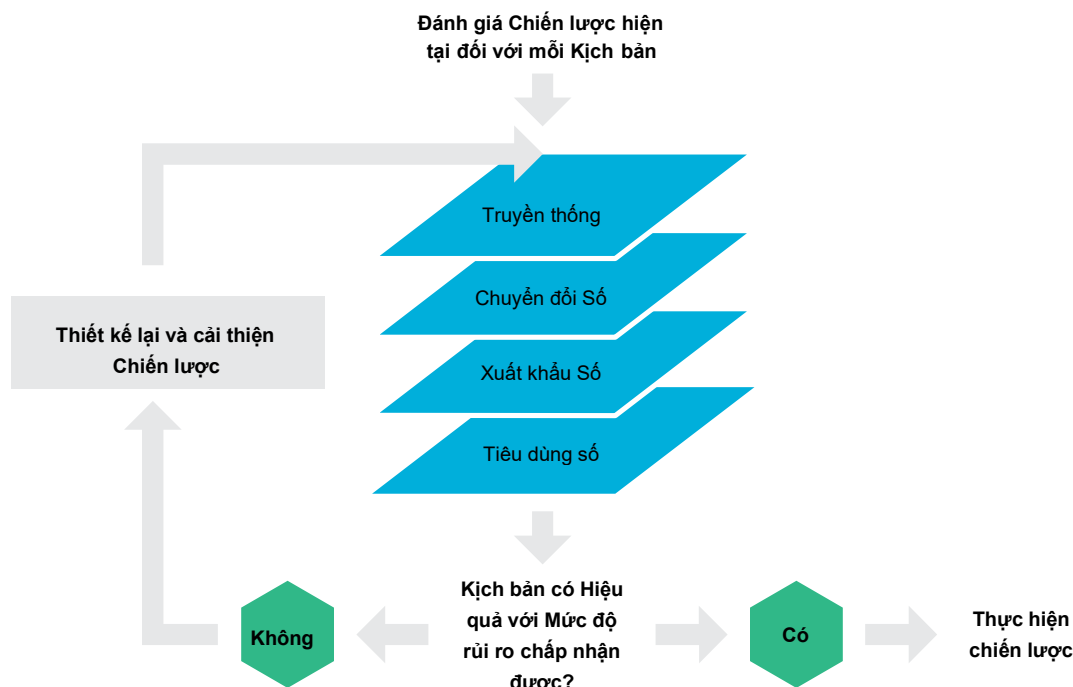 Đánh giá Chiến lược hiện
tại đối với mỗi Kịch bản
Truyền thống
Chuyển đổi Số
Thiết kế lại và cải thiện
Chiến lược
Xuất khẩu Số
Tiêu dùng số
Kịch bản có Hiệu
quả với Mức độ
rủi ro chấp nhận
được?
Không
Có
Thực hiện
chiến lược